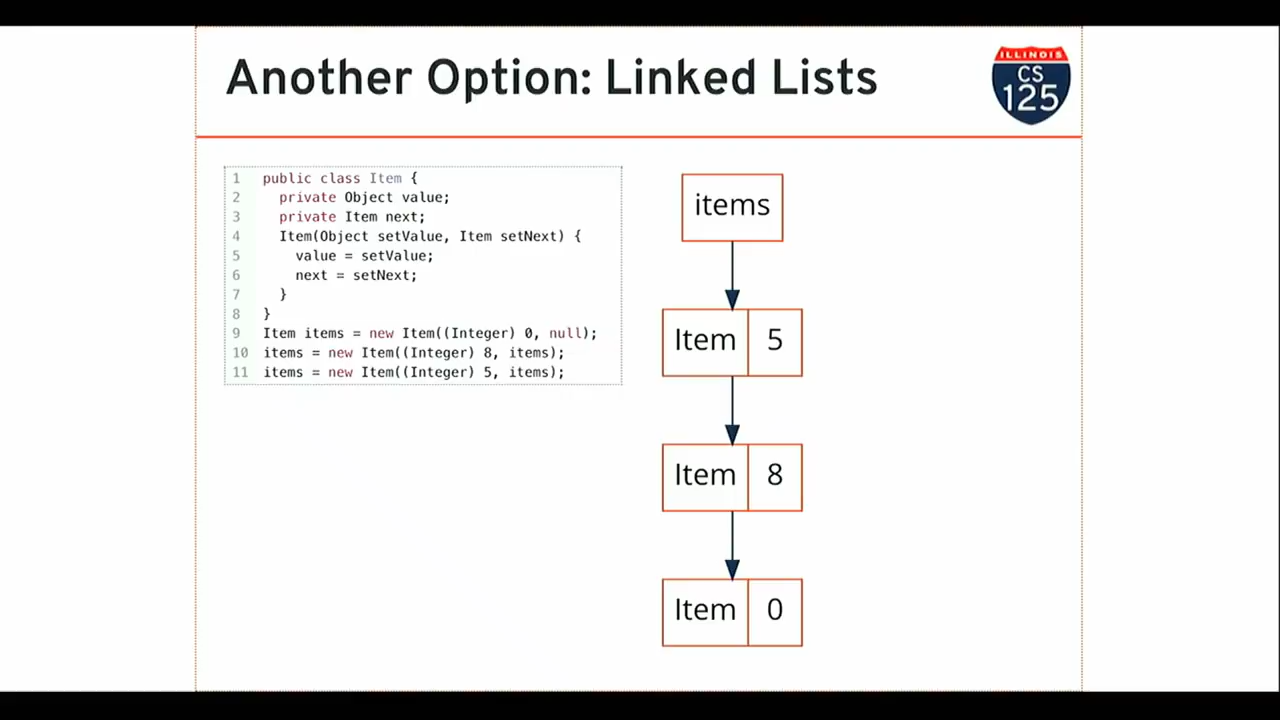 Another Option: Linked Lists
ILLINOIS
CS
125
1 public class Item {
2 private Object value;
3 private Item next;
4 Item(Object setValue, Item setNext) {
5 value = setValue;
6 next = setNext;
7 }
8 }
9 Item items = new Item((Integer) 0, null);
10 items = new Item((Integer) 8, items);
11 items = new Item((Integer) 5, items);
items
Item 5
Item 8
Item 0